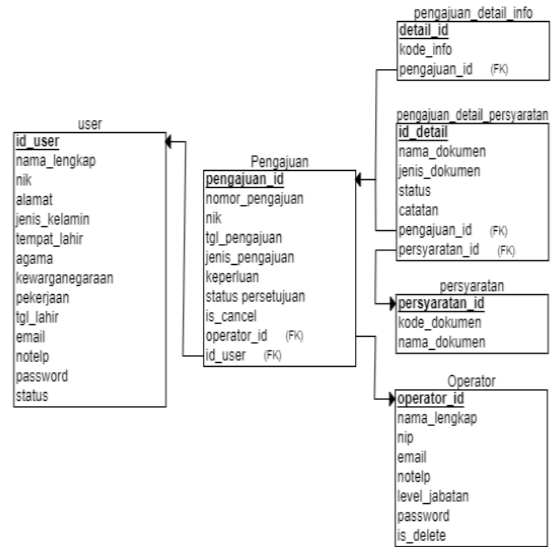 user
id_user
nama_lengkap
nik
alamat
jenis_kelamin
tempat_lahir
agama
kewarganegaraan
pekerjaan
tgl_lahir
email
notelp
password
status
Pengajuan
pengajuan_id
nomor_pengajuan
nik
tgl_pengajuan
jenis_pengajuan
keperluan
status persetujuan
is_cancel
operator_id (FK)
id_user (FK)
pengajuan_detail_info
detail_id
kode_info
pengajuan_id (FK)
pengajuan_detail_persyaratan
id_detail
nama_dokumen
jenis_dokumen
status
catatan
pengajuan_id (FK)
persyaratan_id (FK)
persyaratan
persyaratan_id
kode_dokumen
nama_dokumen
Operator
operator_id
nama_lengkap
nip
email
notelp
level_jabatan
password
is_delete